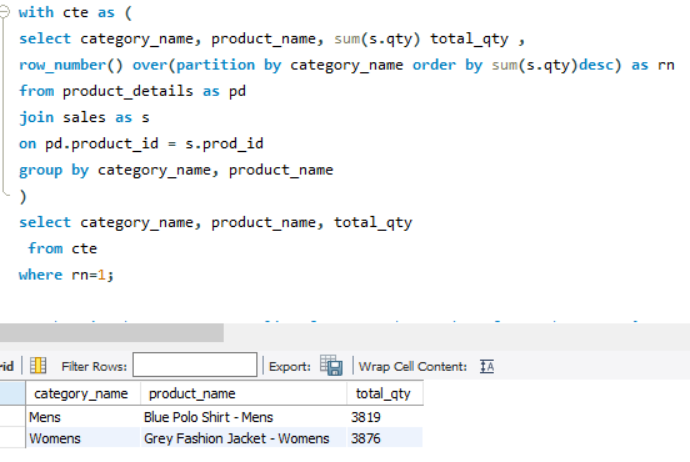 with cte as (
select category_name, product_name, sum(s.qty) total_qty ,
row_number() over(partition by category_name order by sum(s.qty)desc) as rn
from product_details as pd
join sales as s
on pd.product_id = s.prod_id
group by category_name, product_name
)
select category_name, product_name, total_qty
from cte
where rn=1;
Filter Rows: Export: Wrap Cell Content:
category_name product_name total_qty
Mens Blue Polo Shirt - Mens 3819
Womens Grey Fashion Jacket - Womens 3876